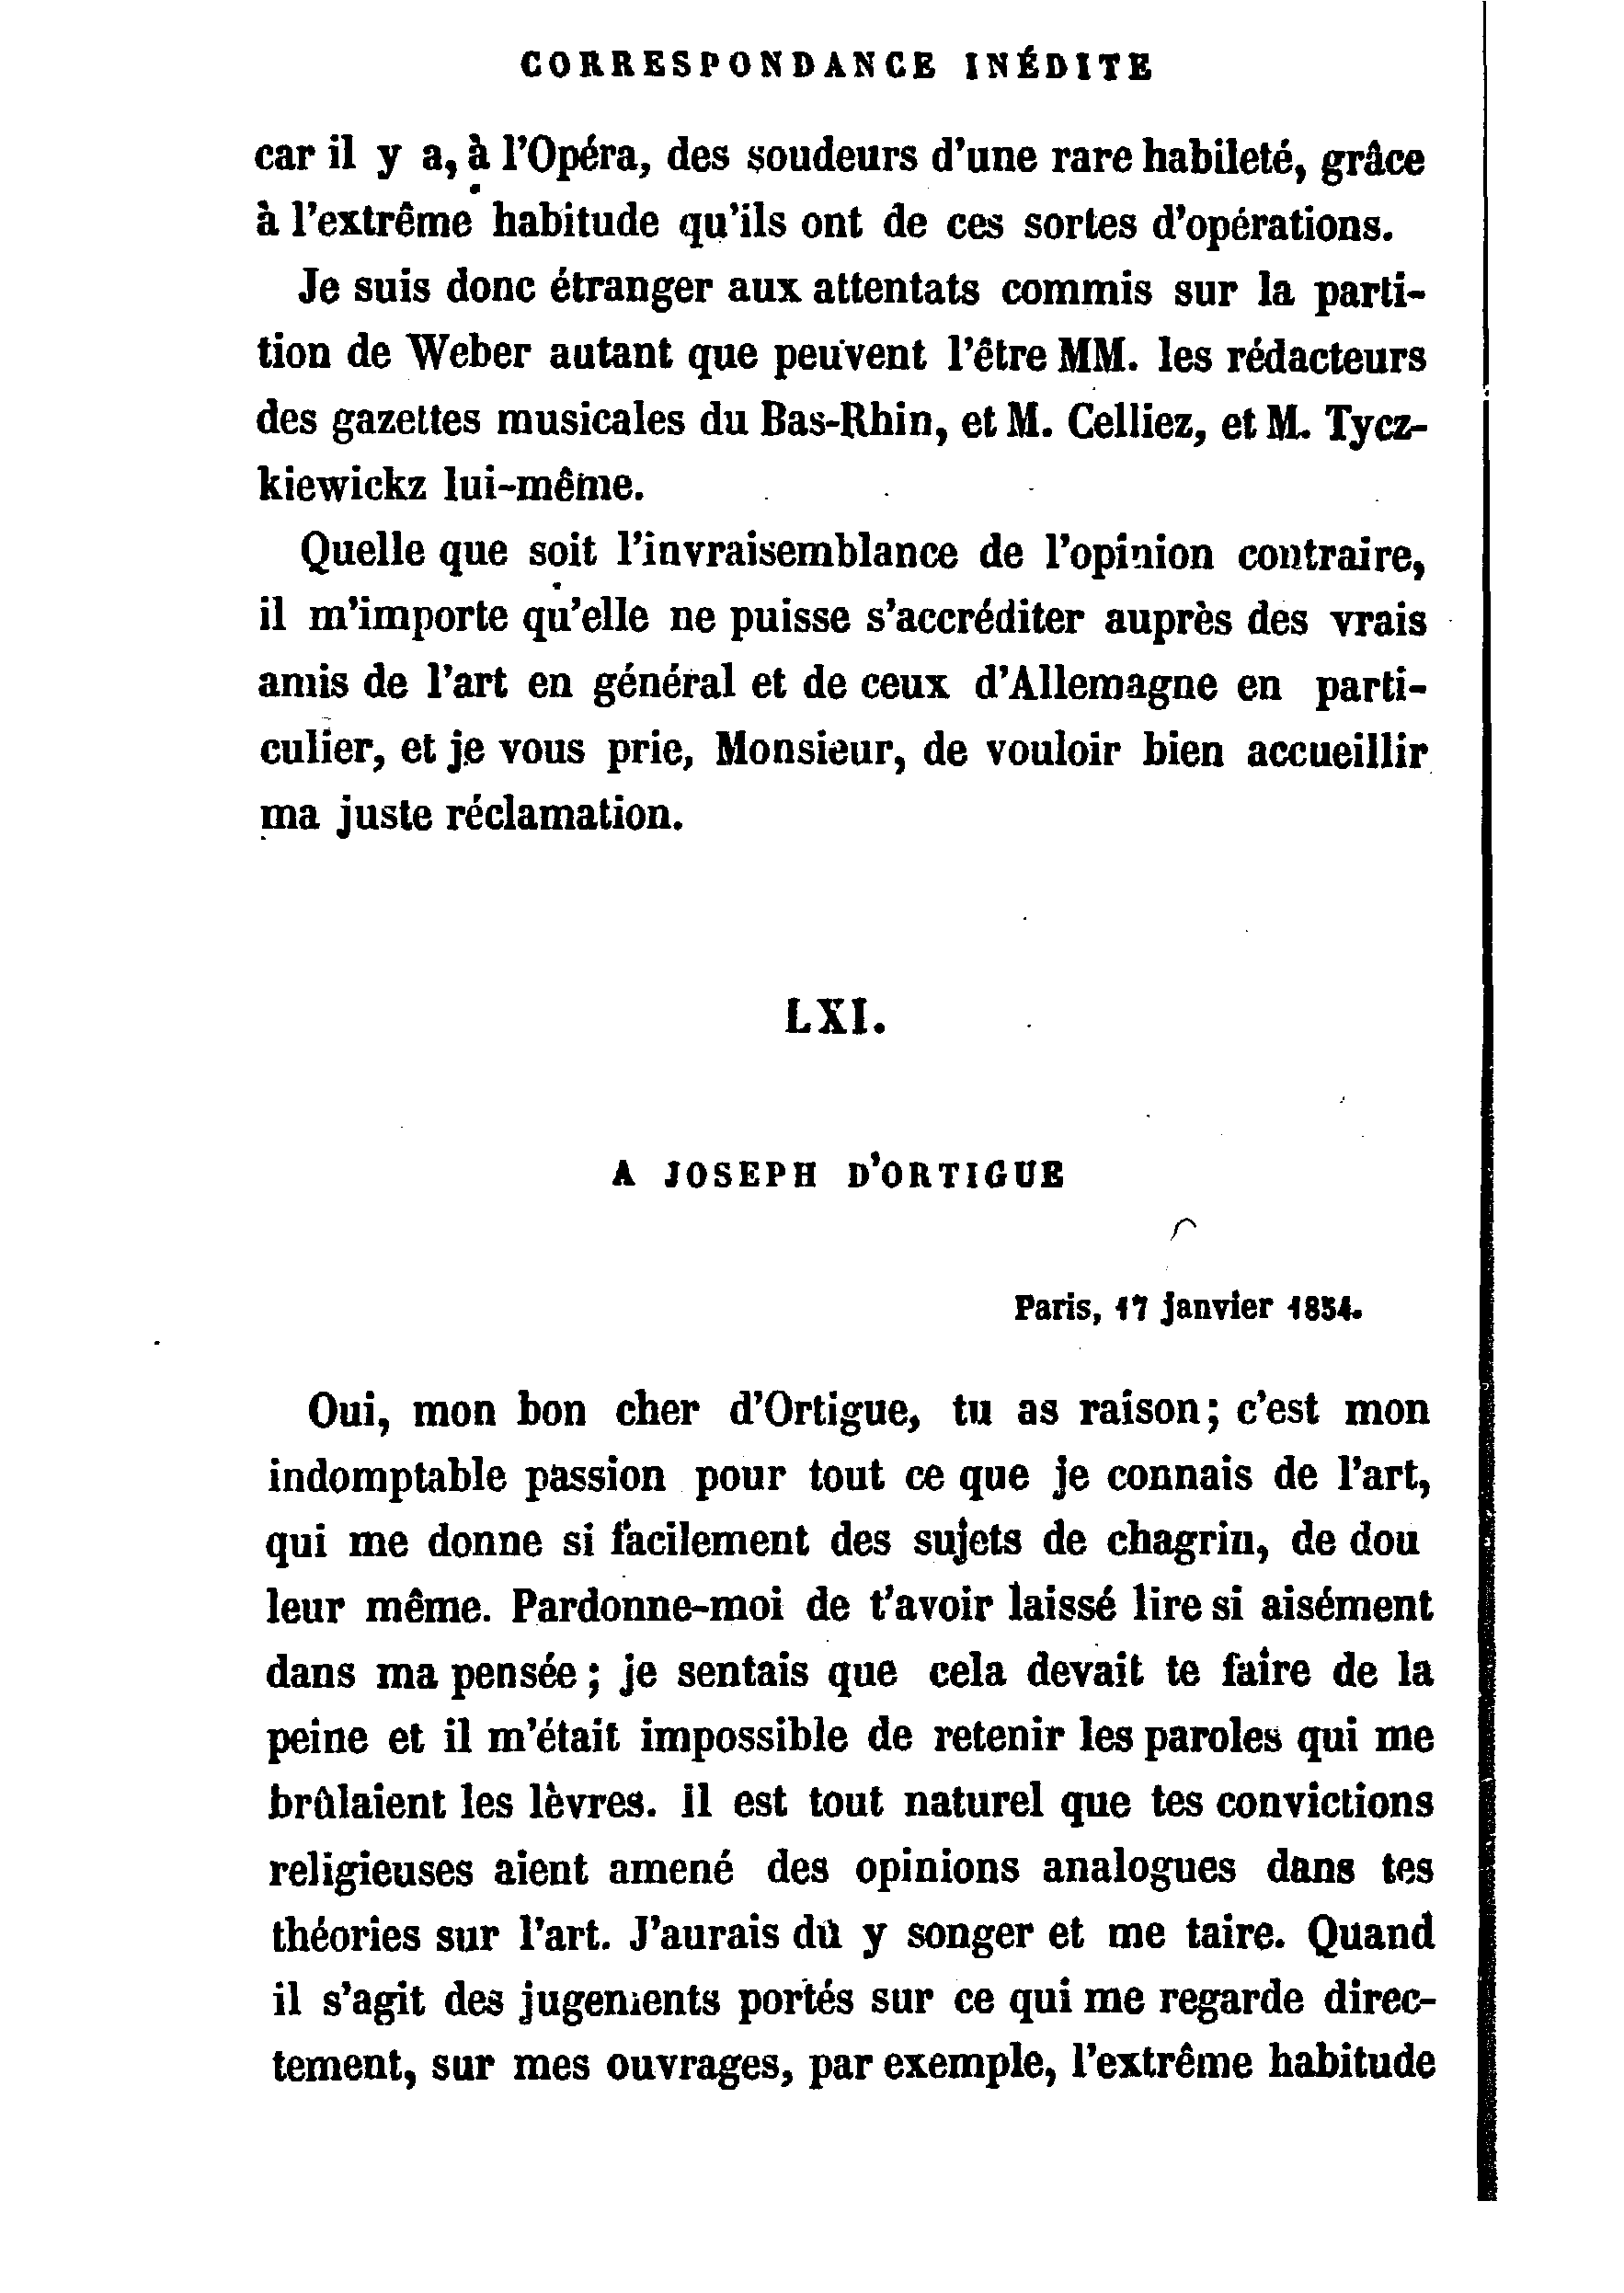 CORRESPONDANCE INÉDITE
car il y a, à l'Opéra, des soudeurs d'une rare habileté, grâce
à l'extrême habitude qu'ils ont de ces sortes d'opérations.
Je suis donc étranger aux attentats commis sur la parti-
tion de Weber autant que peuvent l'être MM. les rédacteurs
des gazettes musicales du Bas-Rhin, et M. Celliez, et M. Tycz-
kiewickz lui-même.
Quelle que soit l'invraisemblance de l'opinion contraire,
il m'importe qu'elle ne puisse s'accréditer auprès des vrais
amis de l'art en général et de ceux d'Allemagne en parti-
culier, et je vous prie, Monsieur, de vouloir bien accueillir
ma juste réclamation.
LXI.
A JOSEPH D'ORTIGUE
Paris, 17 janvier 1854.
Oui, mon bon cher d'Ortigue, tu as raison; c'est mon
indomptable passion pour tout ce que je connais de l'art,
qui me donne si facilement des sujets de chagrin, de dou
leur même. Pardonne-moi de t'avoir laissé lire si aisément
dans ma pensée; je sentais que cela devait te faire de la
peine et il m'était impossible de retenir les paroles qui me
brûlaient les lèvres. Il est tout naturel que tes convictions
religieuses aient amené des opinions analogues dans tes
théories sur l'art. J'aurais dû y songer et me taire. Quand
il s'agit des jugements portés sur ce qui me regarde direc-
tement, sur mes ouvrages, par exemple, l'extrême habitude